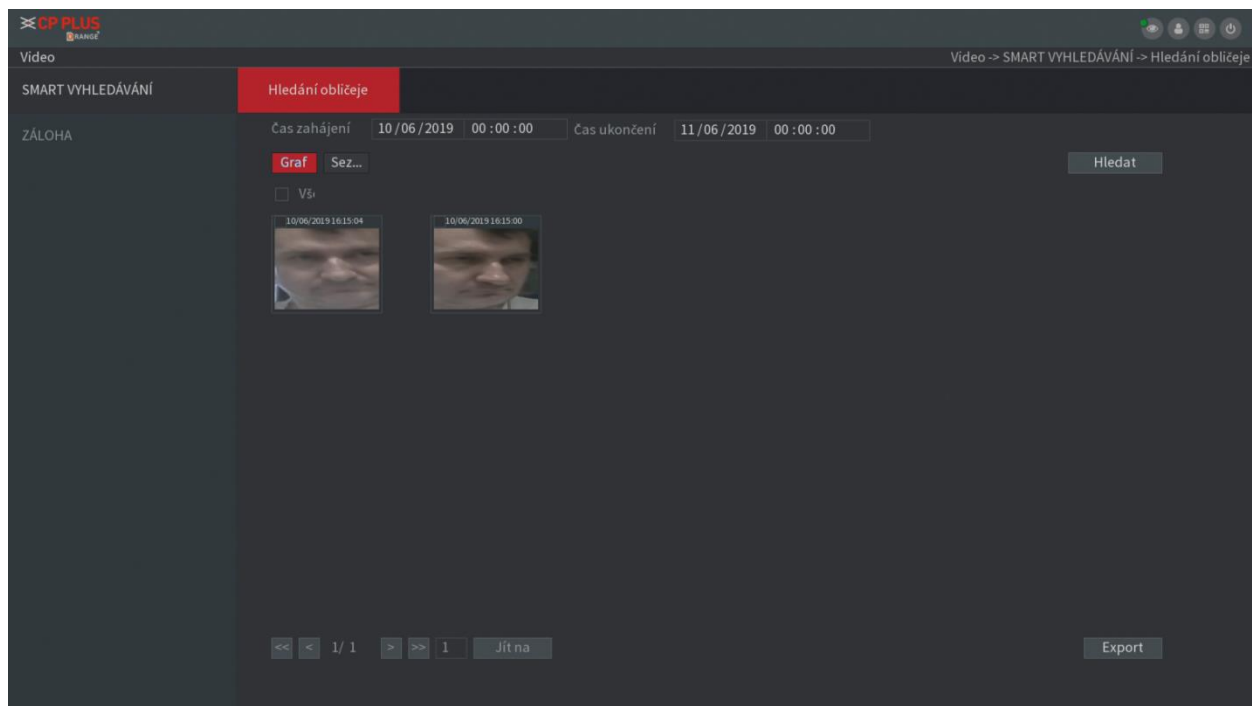 CP PLUS
ORANGE
Video
Video -> SMART VYHLEDÁVÁNÍ -> Hledání obličeje
SMART VYHLEDÁVÁNÍ
Hledání obličeje
ZÁLOHA
Čas zahájení 10/06/2019 00:00:00 Čas ukončení 11/06/2019 00:00:00
Graf Sez... Hledat
Vš
10/06/2019 16:15:04 10/06/2019 16:15:00
<< < 1/ 1 > >> 1 Jít na Export